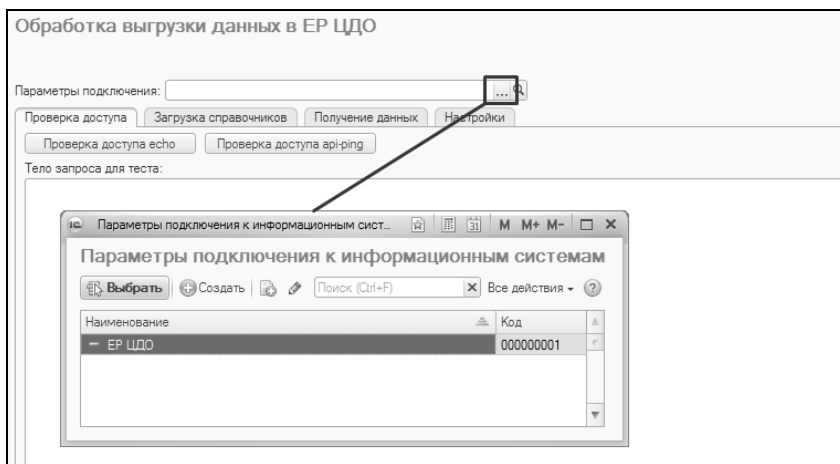 Обработка выгрузки данных в ЕР ЦДО
Параметры подключения: ...
Проверка доступа Загрузка справочников Получение данных Настройки
Проверка доступа echo Проверка доступа api-ping
Тело запроса для теста:
1С Параметры подключения к информационным сист... 31 M M+ M-
Параметры подключения к информационным системам
Выбрать Создать Поиск (Ctrl+F) Все действия ?
Наименование Код
ЕР ЦДО 000000001